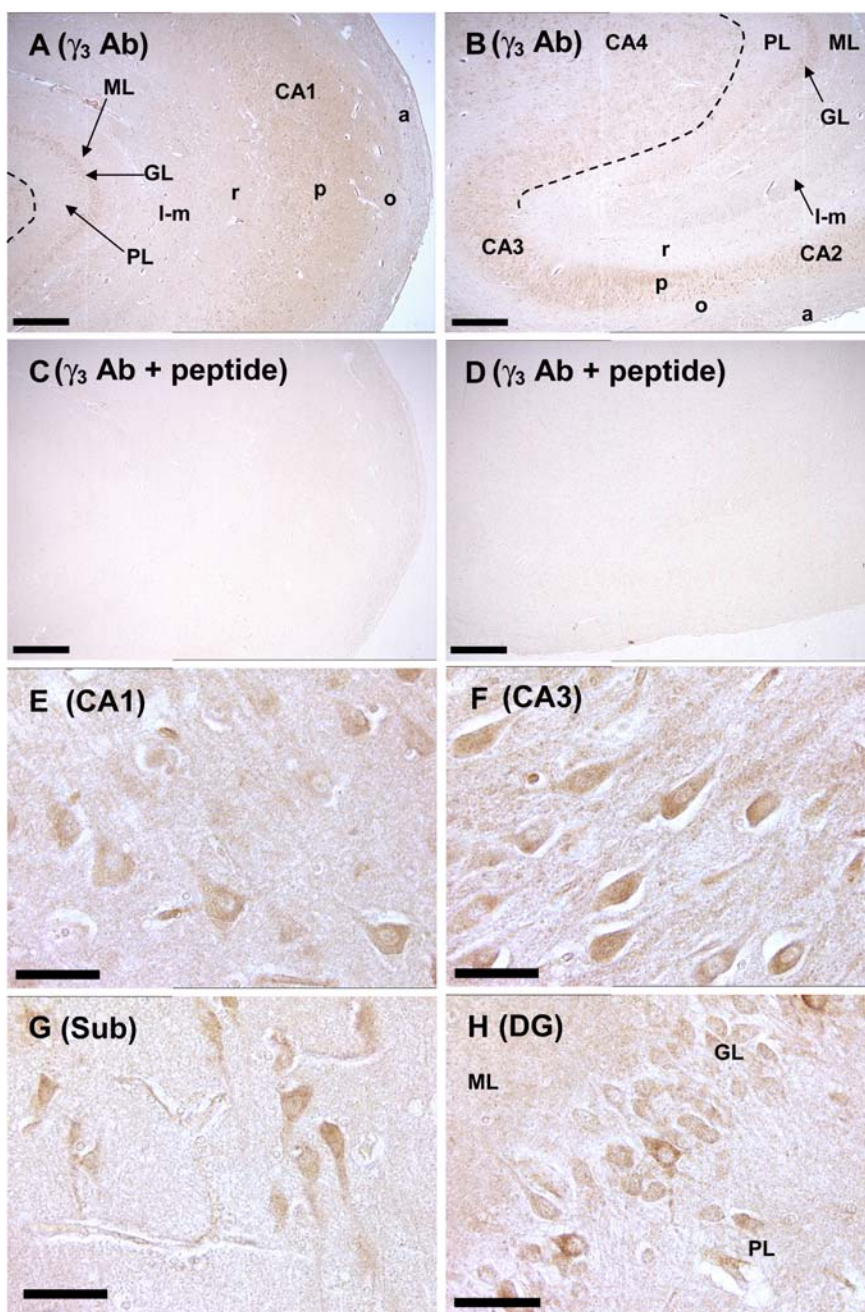 A (γ₃ Ab)
ML
CA1
a
GL
l-m
r
p
o
PL
B (γ₃ Ab)
CA4
PL
ML
GL
l-m
CA3
r
CA2
p
o
a
C (γ₃ Ab + peptide)
D (γ₃ Ab + peptide)
E (CA1)
F (CA3)
G (Sub)
H (DG)
GL
ML
PL